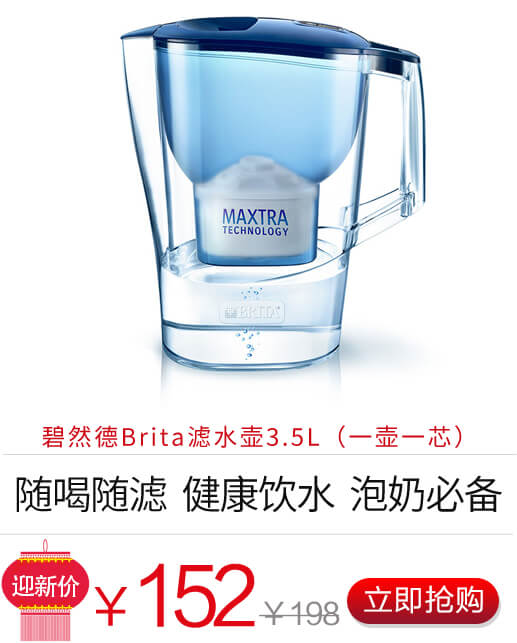 MAXTRA
TECHNOLOGY
BRITA
碧然德Brita滤水壶3.5L（一壶一芯）
随喝随滤 健康饮水 泡奶必备
迎新价
￥152
￥198
立即抢购